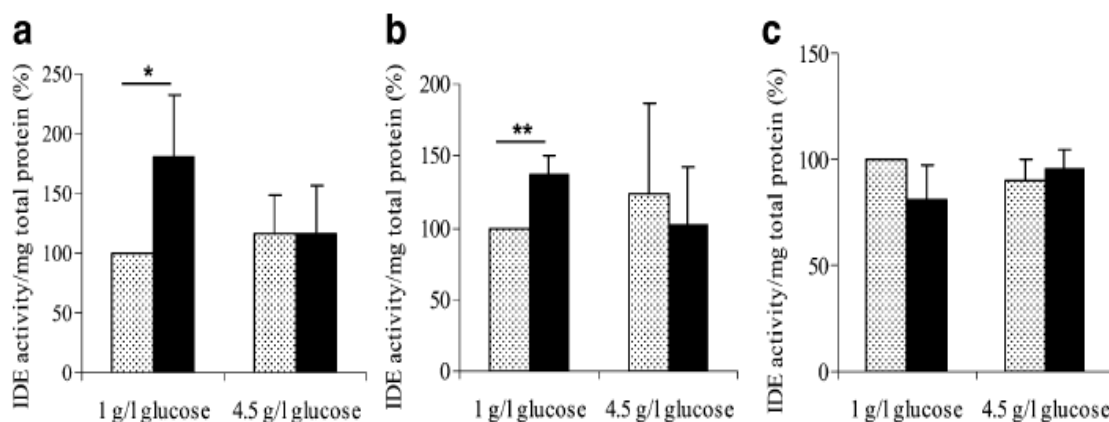 a
IDE activity/mg total protein (%)
250
200
150
100
50
0
*
1 g/l glucose
4.5 g/l glucose
b
IDE activity/mg total protein (%)
200
150
100
50
0
**
1 g/l glucose
4.5 g/l glucose
c
IDE activity/mg total protein (%)
150
100
50
0
1 g/l glucose
4.5 g/l glucose